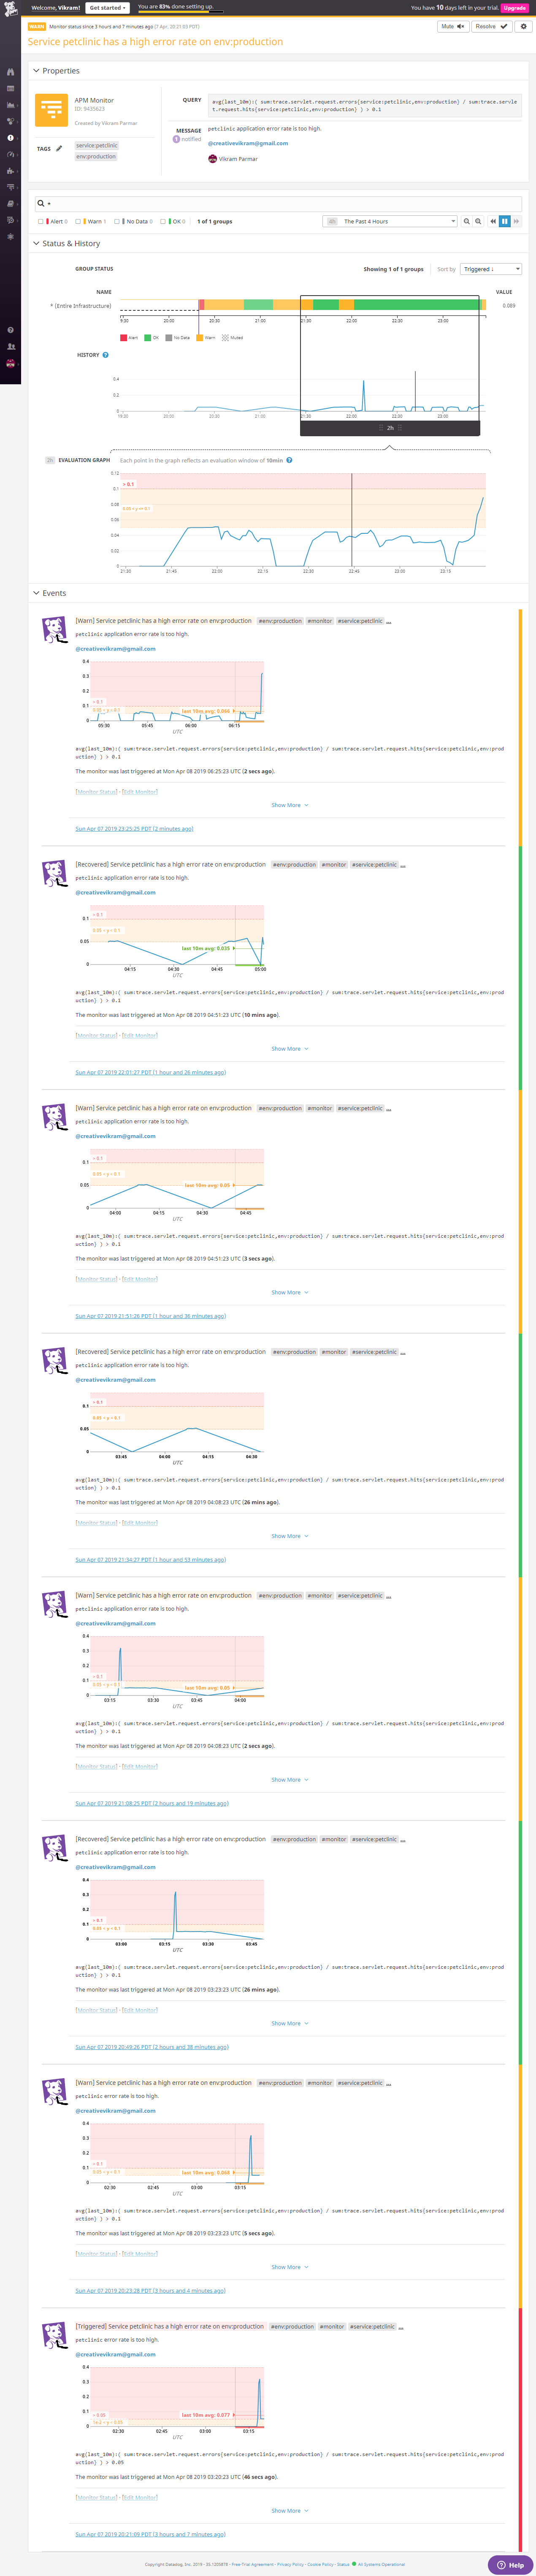 Welcome, Vikram!
Get started
You are 83% done setting up.
You have 10 days left in your trial.
Upgrade
WARN Monitor status since 3 hours and 7 minutes ago (7 Apr, 20:21:03 PDT)
Mute
Resolve
Service petclinic has a high error rate on env:production
Properties
APM Monitor
ID: 9435623
Created by Vikram Parmar
TAGS
service:petclinic
env:production
QUERY
avg(last_10m):( sum:trace.servlet.request.errors{service:petclinic,env:production} / sum:trace.servle
t.request.hits{service:petclinic,env:production} ) > 0.1
MESSAGE
1 notified
petclinic application error rate is too high.
@creativevikram@gmail.com
Vikram Parmar
Alert 0
Warn 1
No Data 0
OK 0
1 of 1 groups
4h The Past 4 Hours
Status & History
GROUP STATUS
Showing 1 of 1 groups
Sort by Triggered ↓
NAME
VALUE
* (Entire Infrastructure)
0.089
9:30 20:00 20:30 21:00 21:30 22:00 22:30 23:00
Alert OK No Data Warn Muted
HISTORY
0.4
0.2
0
19:30 20:00 20:30 21:00 21:30 22:00 22:30 23:00
2h
2h EVALUATION GRAPH
Each point in the graph reflects an evaluation window of 10min
0.12
0.1
0.08
0.06
0.04
0.02
0
> 0.1
21:30 21:45 22:00 22:15 22:30 22:45 23:00 23:15
Events
[Warn] Service petclinic has a high error rate on env:production #env:production #monitor #service:petclinic ...
petclinic application error rate is too high.
@creativevikram@gmail.com
0.4
0.3
0.2
0.1
0
> 0.1
last 10m avg: 0.066
05:30 05:45 06:00 06:15
UTC
avg(last_10m):( sum:trace.servlet.request.errors{service:petclinic,env:production} / sum:trace.servlet.request.hits{service:petclinic,env:prod
uction} ) > 0.1
The monitor was last triggered at Mon Apr 08 2019 06:25:23 UTC (2 secs ago).
[Monitor Status] · [Edit Monitor]
Show More
Sun Apr 07 2019 23:25:25 PDT (2 minutes ago)
[Recovered] Service petclinic has a high error rate on env:production #env:production #monitor #service:petclinic ...
petclinic application error rate is too high.
@creativevikram@gmail.com
0.1
0.05
0
> 0.1
0.05 < y < 0.1
last 10m avg: 0.035
04:15 04:30 04:45 05:00
UTC
avg(last_10m):( sum:trace.servlet.request.errors{service:petclinic,env:production} / sum:trace.servlet.request.hits{service:petclinic,env:prod
uction} ) > 0.1
The monitor was last triggered at Mon Apr 08 2019 04:51:23 UTC (10 mins ago).
[Monitor Status] · [Edit Monitor]
Show More
Sun Apr 07 2019 22:01:27 PDT (1 hour and 26 minutes ago)
[Warn] Service petclinic has a high error rate on env:production #env:production #monitor #service:petclinic ...
petclinic application error rate is too high.
@creativevikram@gmail.com
0.1
0.05
0
> 0.1
0.05 < y < 0.1
last 10m avg: 0.05
04:00 04:15 04:30 04:45
UTC
avg(last_10m):( sum:trace.servlet.request.errors{service:petclinic,env:production} / sum:trace.servlet.request.hits{service:petclinic,env:prod
uction} ) > 0.1
The monitor was last triggered at Mon Apr 08 2019 04:51:23 UTC (3 secs ago).
[Monitor Status] · [Edit Monitor]
Show More
Sun Apr 07 2019 21:51:26 PDT (1 hour and 36 minutes ago)
[Recovered] Service petclinic has a high error rate on env:production #env:production #monitor #service:petclinic ...
petclinic application error rate is too high.
@creativevikram@gmail.com
0.1
0.05
0
> 0.1
0.05 < y < 0.1
03:45 04:00 04:15 04:30
UTC
avg(last_10m):( sum:trace.servlet.request.errors{service:petclinic,env:production} / sum:trace.servlet.request.hits{service:petclinic,env:prod
uction} ) > 0.1
The monitor was last triggered at Mon Apr 08 2019 04:08:23 UTC (26 mins ago).
[Monitor Status] · [Edit Monitor]
Show More
Sun Apr 07 2019 21:34:27 PDT (1 hour and 53 minutes ago)
[Warn] Service petclinic has a high error rate on env:production #env:production #monitor #service:petclinic ...
petclinic application error rate is too high.
@creativevikram@gmail.com
0.4
0.3
0.2
0.1
0
> 0.1
0.05 < y < 0.1
last 10m avg: 0.05
03:15 03:30 03:45 04:00
UTC
avg(last_10m):( sum:trace.servlet.request.errors{service:petclinic,env:production} / sum:trace.servlet.request.hits{service:petclinic,env:prod
uction} ) > 0.1
The monitor was last triggered at Mon Apr 08 2019 04:08:23 UTC (2 secs ago).
[Monitor Status] · [Edit Monitor]
Show More
Sun Apr 07 2019 21:08:25 PDT (2 hours and 19 minutes ago)
[Recovered] Service petclinic has a high error rate on env:production #env:production #monitor #service:petclinic ...
petclinic application error rate is too high.
@creativevikram@gmail.com
0.4
0.3
0.2
0.1
0
> 0.1
0.05 < y < 0.1
03:00 03:15 03:30 03:45
UTC
avg(last_10m):( sum:trace.servlet.request.errors{service:petclinic,env:production} / sum:trace.servlet.request.hits{service:petclinic,env:prod
uction} ) > 0.1
The monitor was last triggered at Mon Apr 08 2019 03:23:23 UTC (26 mins ago).
[Monitor Status] · [Edit Monitor]
Show More
Sun Apr 07 2019 20:49:26 PDT (2 hours and 38 minutes ago)
[Warn] Service petclinic has a high error rate on env:production #env:production #monitor #service:petclinic ...
petclinic error rate is too high.
@creativevikram@gmail.com
0.4
0.3
0.2
0.1
0
> 0.1
0.05 < y < 0.1
last 10m avg: 0.068
02:30 02:45 03:00 03:15
UTC
avg(last_10m):( sum:trace.servlet.request.errors{service:petclinic,env:production} / sum:trace.servlet.request.hits{service:petclinic,env:prod
uction} ) > 0.1
The monitor was last triggered at Mon Apr 08 2019 03:23:23 UTC (5 secs ago).
[Monitor Status] · [Edit Monitor]
Show More
Sun Apr 07 2019 20:23:28 PDT (3 hours and 4 minutes ago)
[Triggered] Service petclinic has a high error rate on env:production #env:production #monitor #service:petclinic ...
petclinic error rate is too high.
@creativevikram@gmail.com
0.4
0.3
0.2
0.1
0
> 0.05
last 10m avg: 0.077
02:30 02:45 03:00 03:15
UTC
avg(last_10m):( sum:trace.servlet.request.errors{service:petclinic,env:production} / sum:trace.servlet.request.hits{service:petclinic,env:prod
uction} ) > 0.05
The monitor was last triggered at Mon Apr 08 2019 03:20:23 UTC (46 secs ago).
[Monitor Status] · [Edit Monitor]
Show More
Sun Apr 07 2019 20:21:09 PDT (3 hours and 7 minutes ago)
Copyright Datadog, Inc. 2019 - 35.1205878 - Free-Trial Agreement - Privacy Policy - Cookie Policy - Status All Systems Operational
Help